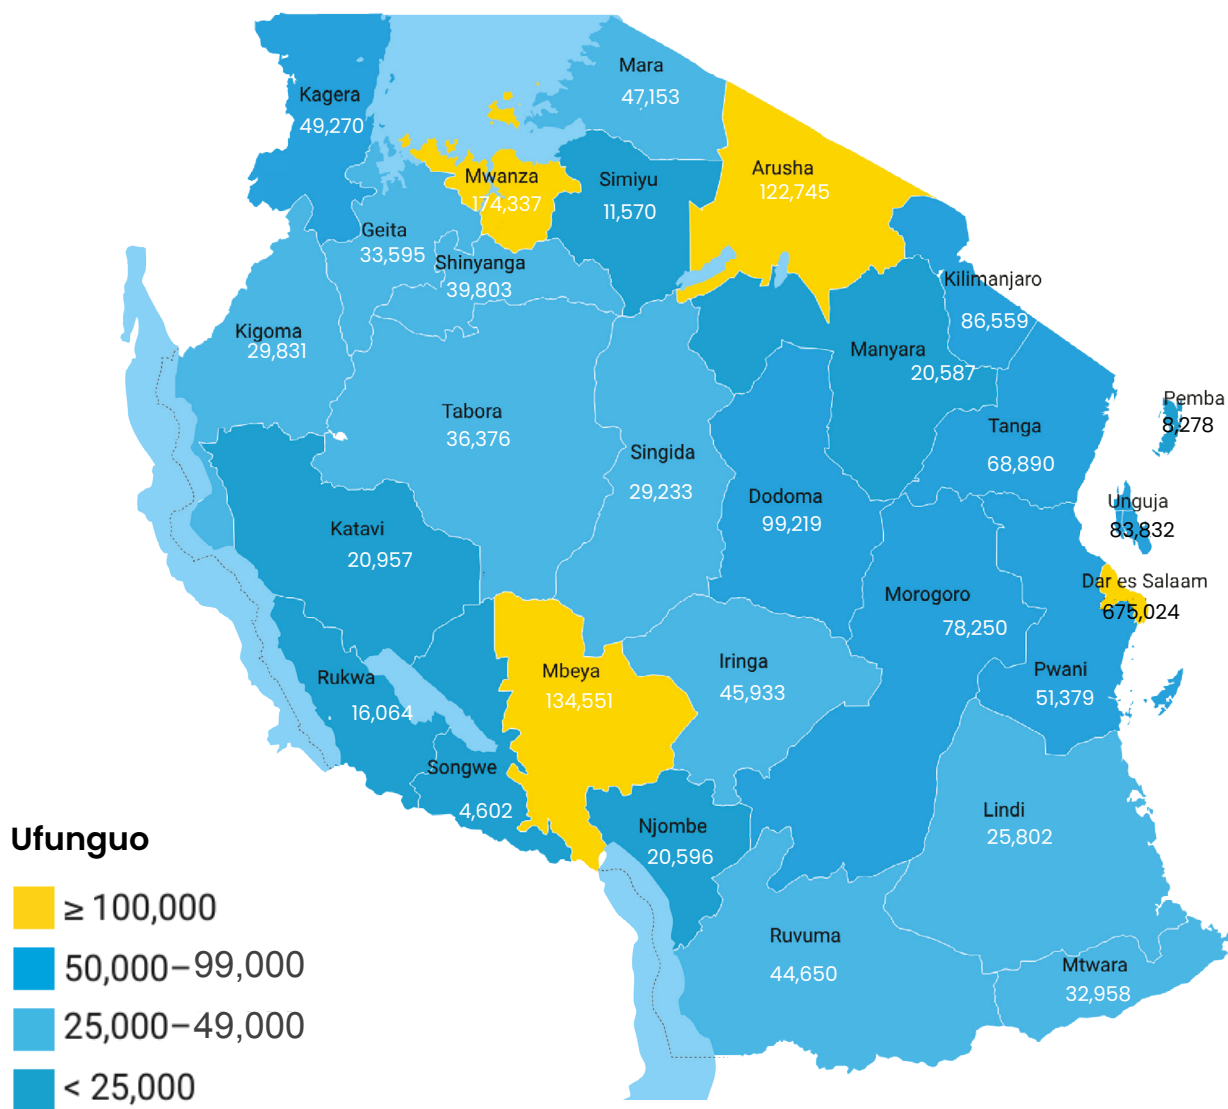 Mara
47,153
Kagera
49,270
Arusha
122,745
Mwanza
174,337
Simiyu
11,570
Geita
33,595
Shinyanga
39,803
Kilimanjaro
86,559
Kigoma
29,831
Manyara
20,587
Pemba
8,278
Tabora
36,376
Tanga
68,890
Singida
29,233
Dodoma
99,219
Unguja
83,832
Katavi
20,957
Dar es Salaam
675,024
Morogoro
78,250
Iringa
45,933
Mbeya
134,551
Pwani
51,379
Rukwa
16,064
Songwe
4,602
Njombe
20,596
Lindi
25,802
Ruvuma
44,650
Mtwara
32,958
Ufunguo
≥ 100,000
50,000–99,000
25,000–49,000
< 25,000